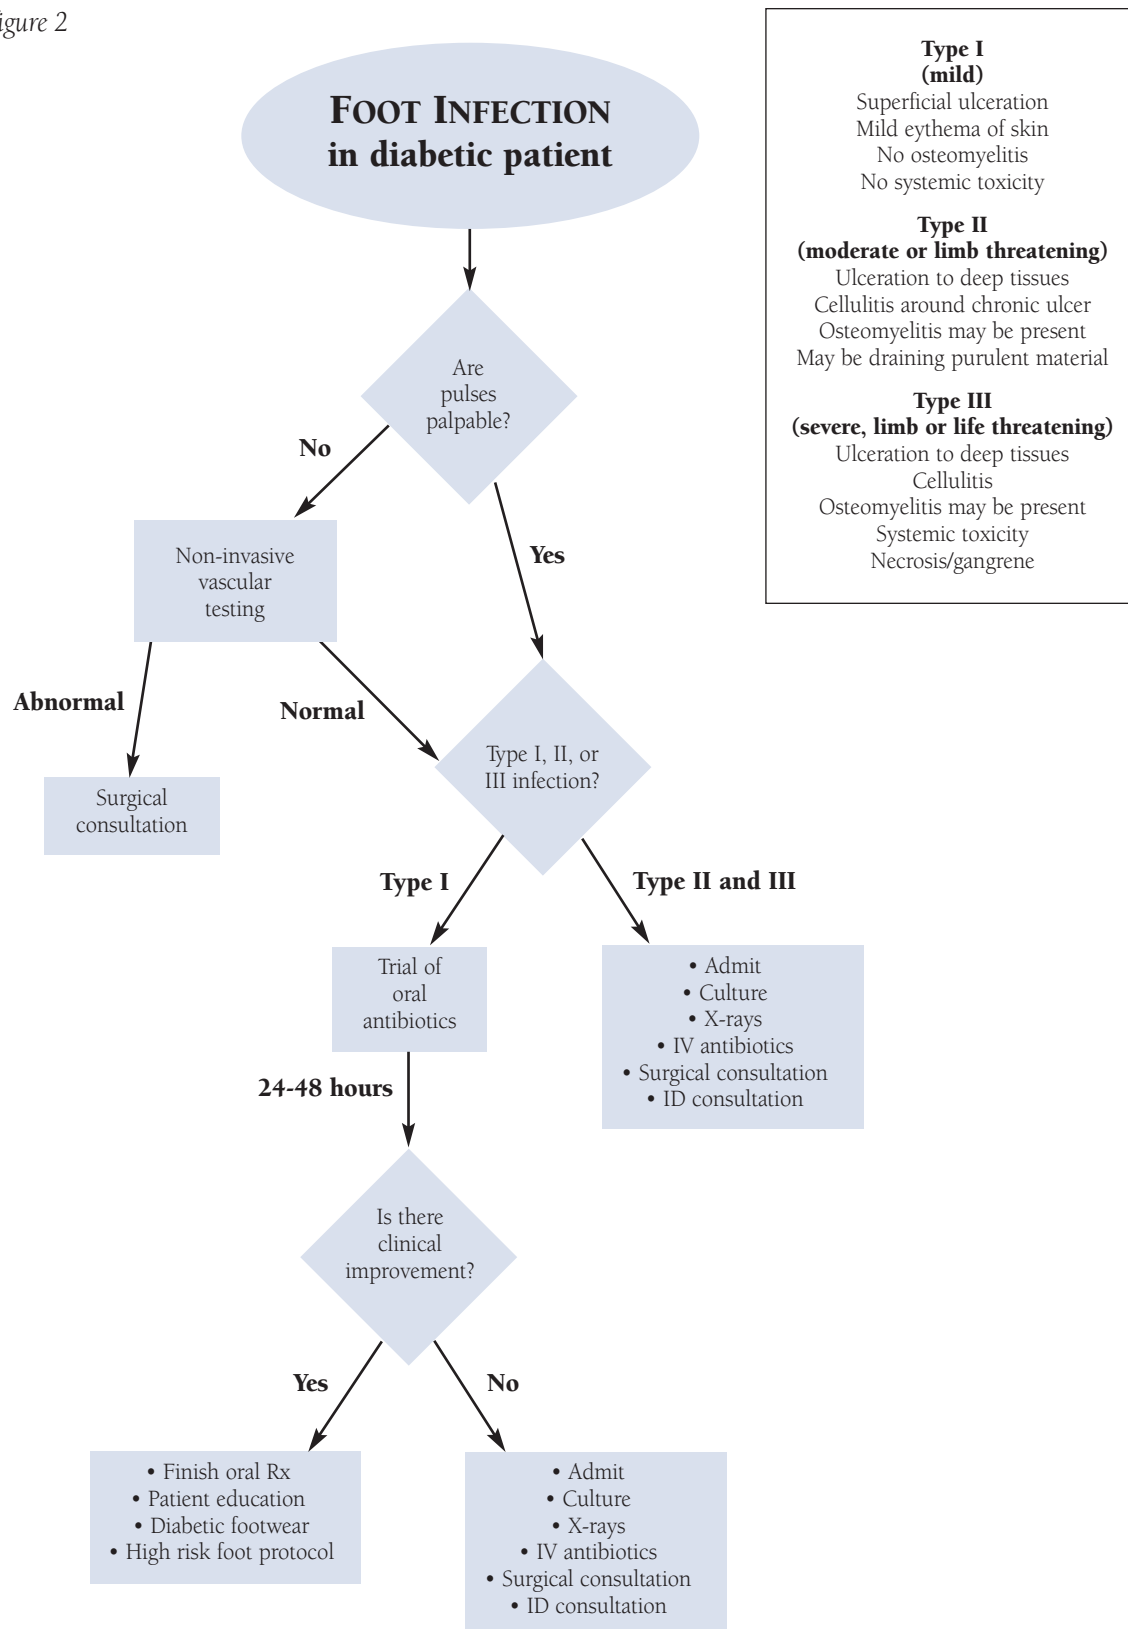 igure 2
FOOT INFECTION
in diabetic patient
Type I
(mild)
Superficial ulceration
Mild eythema of skin
No osteomyelitis
No systemic toxicity
Type II
(moderate or limb threatening)
Ulceration to deep tissues
Cellulitis around chronic ulcer
Osteomyelitis may be present
May be draining purulent material
Type III
(severe, limb or life threatening)
Ulceration to deep tissues
Cellulitis
Osteomyelitis may be present
Systemic toxicity
Necrosis/gangrene
Are
pulses
palpable?
No
Yes
Non-invasive
vascular
testing
Abnormal
Normal
Surgical
consultation
Type I, II, or
III infection?
Type I
Type II and III
Trial of
oral
antibiotics
• Admit
• Culture
• X-rays
• IV antibiotics
• Surgical consultation
• ID consultation
24-48 hours
Is there
clinical
improvement?
Yes
No
• Finish oral Rx
• Patient education
• Diabetic footwear
• High risk foot protocol
• Admit
• Culture
• X-rays
• IV antibiotics
• Surgical consultation
• ID consultation